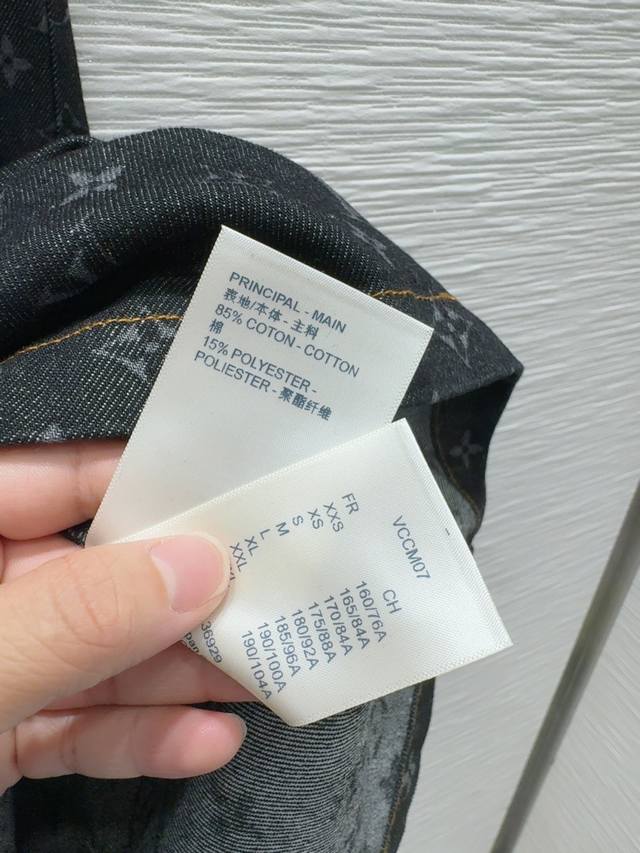 PRINCIPAL - MAIN
表地/本体 - 主料
85% COTON - COTTON
棉
15% POLYESTER -
POLIESTER - 聚酯纤维
VCCM07
FR CH
XXS 160/76A
XS 165/84A
S 170/84A
M 175/88A
L 180/92A
XL 185/96A
XXL 190/100A
190/104A
36929